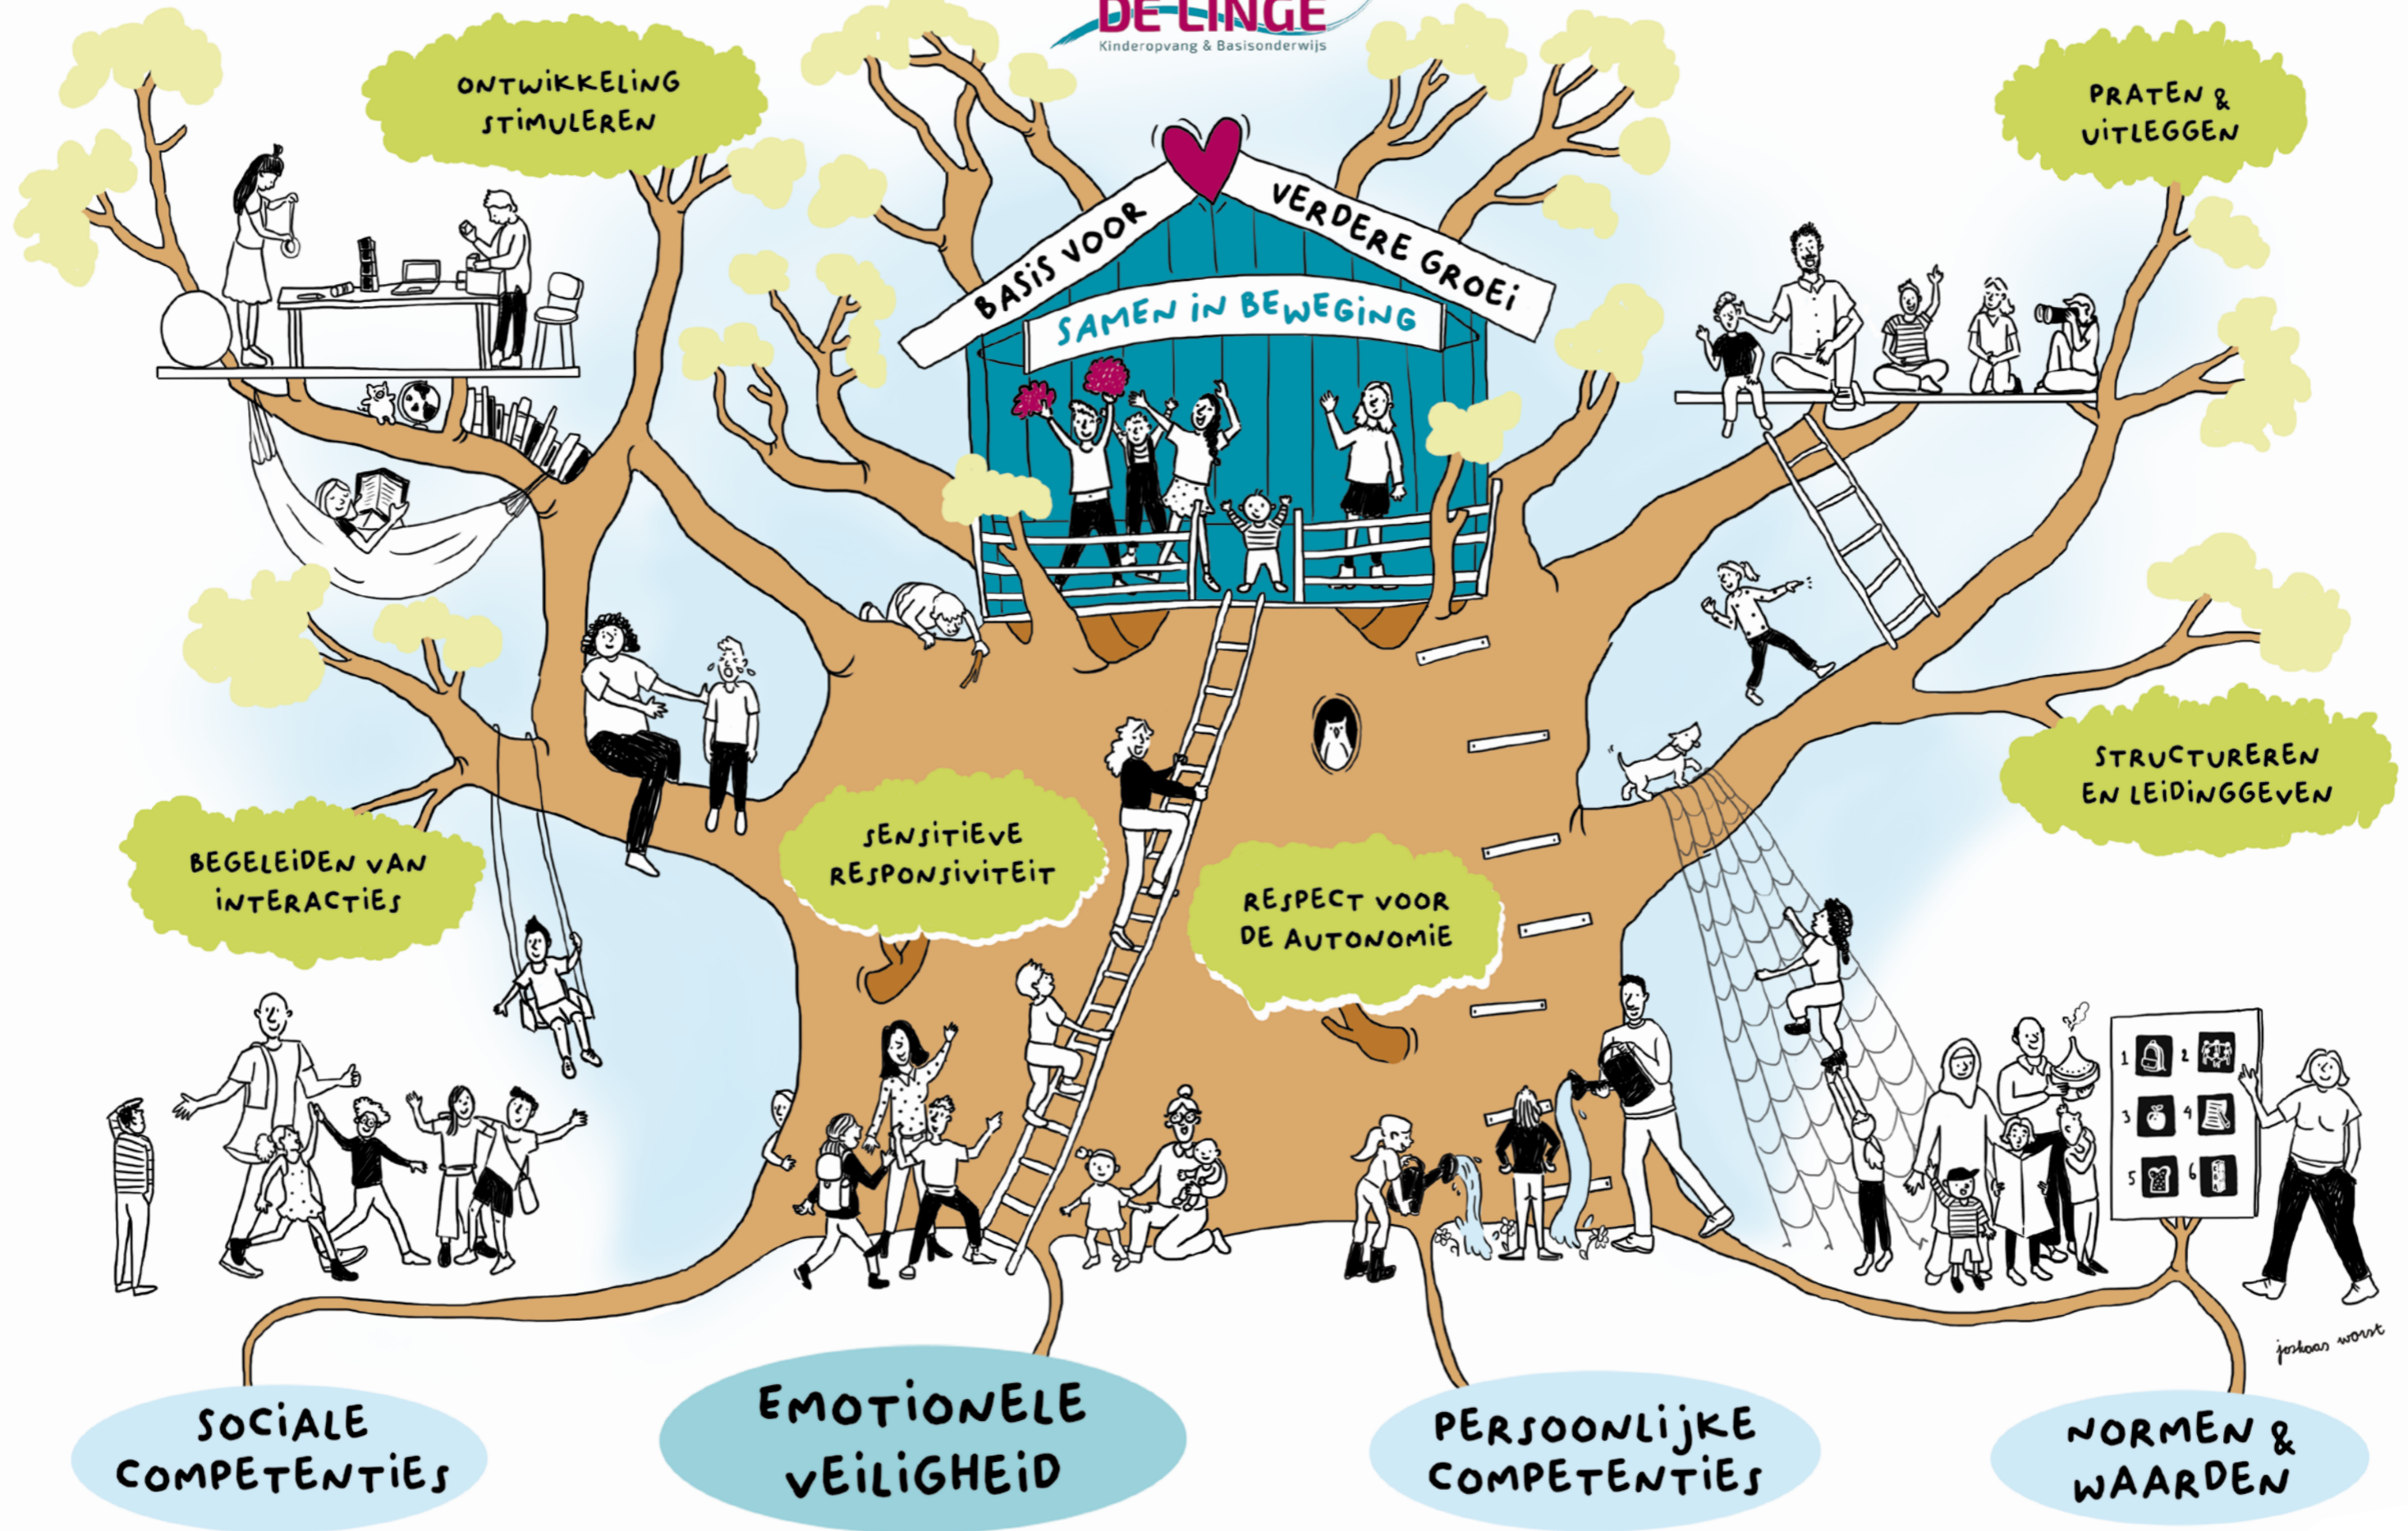 DE LINGE
Kinderopvang & Basisonderwijs
ONTWIKKELING
STIMULEREN
PRATEN &
UITLEGGEN
BASIS VOOR
VERDERE GROEI
SAMEN IN BEWEGING
STRUCTUREREN
EN LEIDINGGEVEN
BEGELEIDEN VAN
INTERACTIES
SENSITIEVE
RESPONSIVITEIT
RESPECT VOOR
DE AUTONOMIE
1 2
3 4
5 6
joshaas worst
SOCIALE
COMPETENTIES
EMOTIONELE
VEILIGHEID
PERSOONLIJKE
COMPETENTIES
NORMEN &
WAARDEN